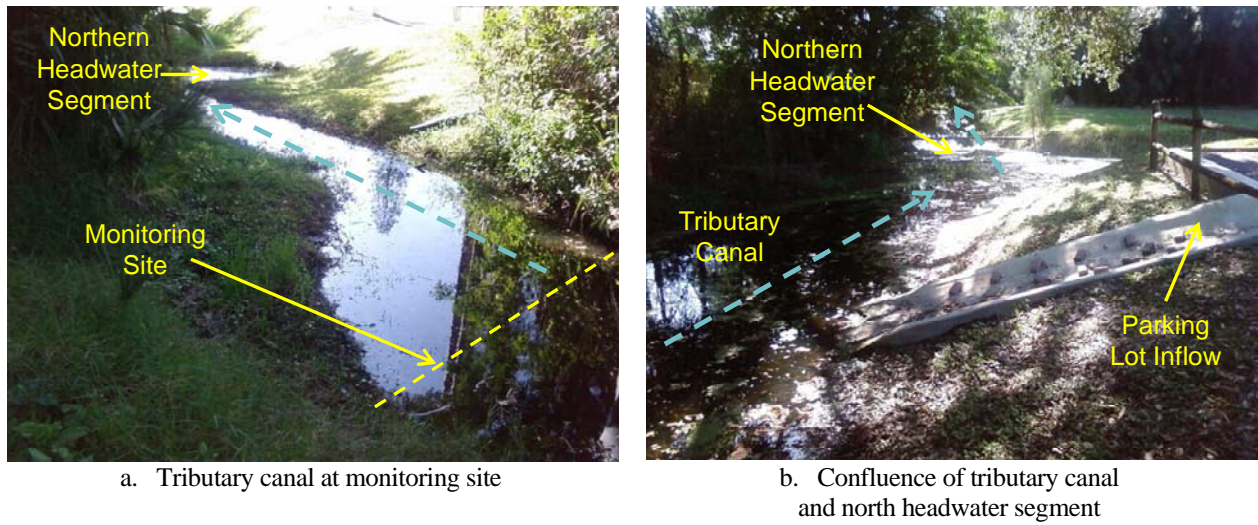 Northern
Headwater
Segment
Monitoring
Site
a. Tributary canal at monitoring site
Northern
Headwater
Segment
Tributary
Canal
Parking
Lot Inflow
b. Confluence of tributary canal
and north headwater segment